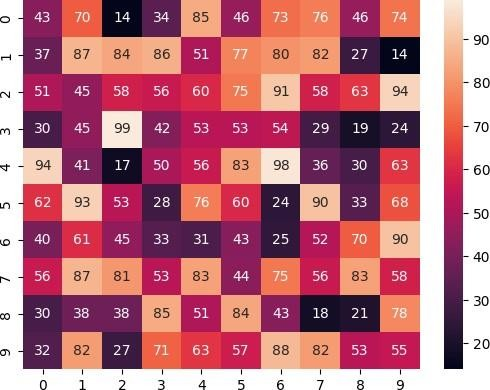 0 43 70 14 34 85 46 73 76 46 74
1 37 87 84 86 51 77 80 82 27 14
2 51 45 58 56 60 75 91 58 63 94
3 30 45 99 42 53 53 54 29 19 24
4 94 41 17 50 56 83 98 36 30 63
5 62 93 53 28 76 60 24 90 33 68
6 40 61 45 33 31 43 25 52 70 90
7 56 87 81 53 83 44 75 56 83 58
8 30 38 38 85 51 84 43 18 21 78
9 32 82 27 71 63 57 88 82 53 55
0 1 2 3 4 5 6 7 8 9
90
80
70
60
50
40
30
20